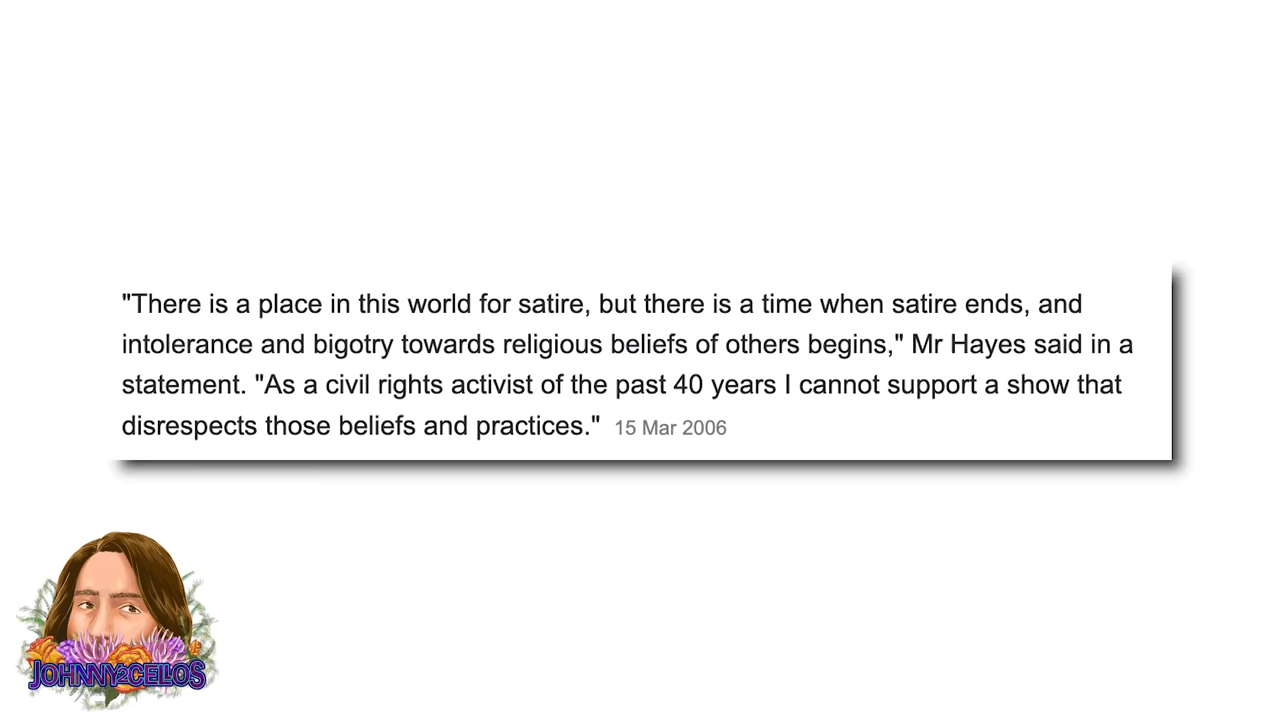 "There is a place in this world for satire, but there is a time when satire ends, and
intolerance and bigotry towards religious beliefs of others begins," Mr Hayes said in a
statement. "As a civil rights activist of the past 40 years I cannot support a show that
disrespects those beliefs and practices." 15 Mar 2006
JOHNNY2CELLOS